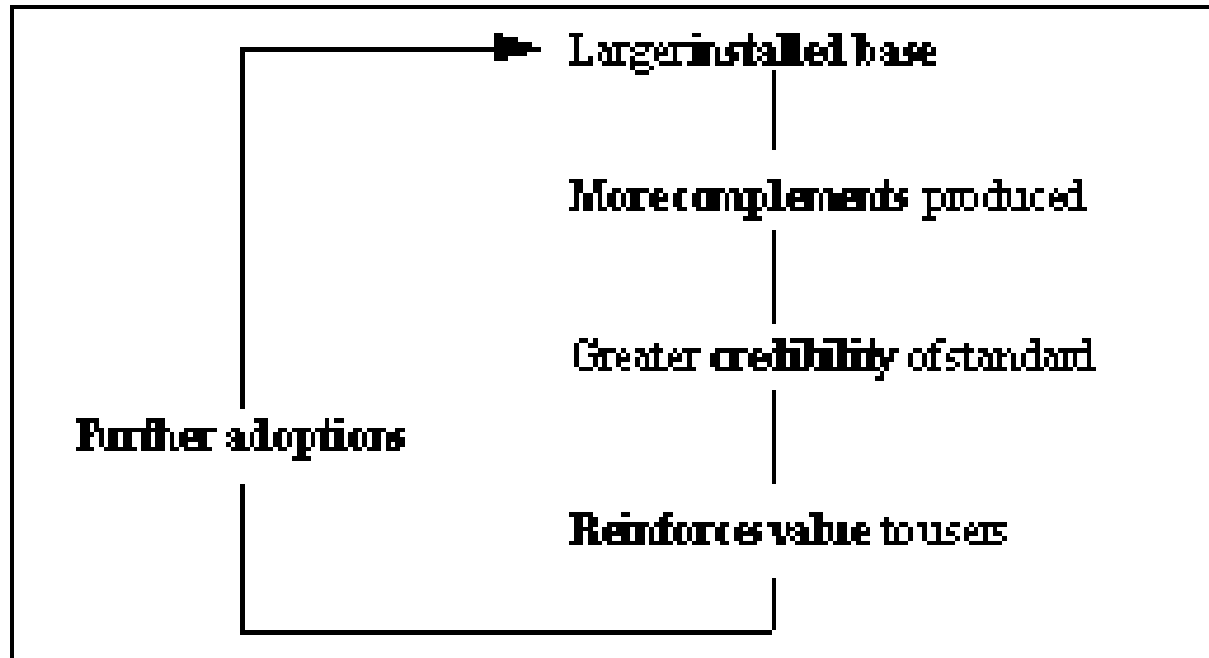 Larger installed base
More complements produced
Greater credibility of standard
Further adoptions
Reinforces value to users